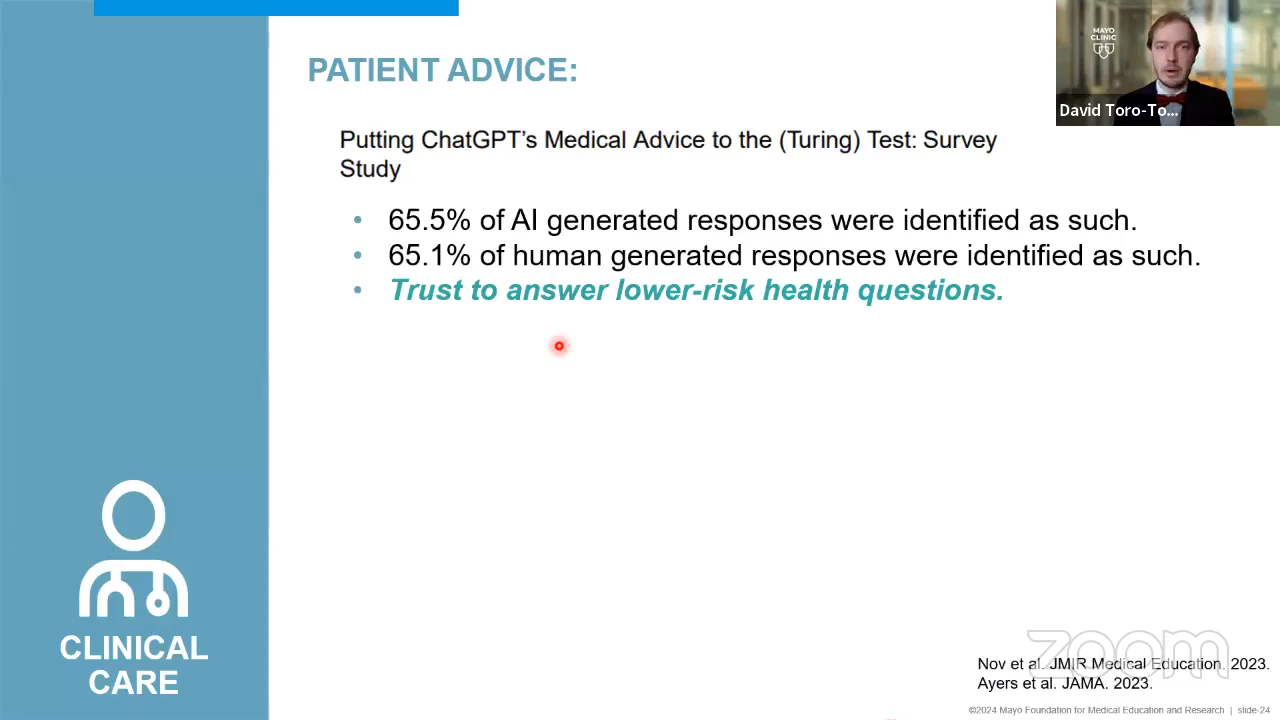 PATIENT ADVICE:
MAYO
CLINIC
David Toro-To...
Putting ChatGPT's Medical Advice to the (Turing) Test: Survey
Study
• 65.5% of AI generated responses were identified as such.
• 65.1% of human generated responses were identified as such.
• Trust to answer lower-risk health questions.
CLINICAL
CARE
zoom
Nov et al. JMIR Medical Education. 2023.
Ayers et al. JAMA. 2023.
©2024 Mayo Foundation for Medical Education and Research | slide-24